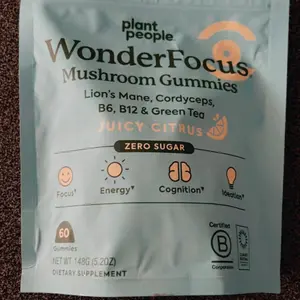 plant
people
WonderFocus
Mushroom Gummies
Lion's Mane, Cordyceps,
B6, B12 & Green Tea
JUICY CITRUS
ZERO SUGAR
Focus† Energy† Cognition† Ideation†
60
Gummies
NET WT 148G (5.2OZ)
DIETARY SUPPLEMENT
Certified
B
Corporation